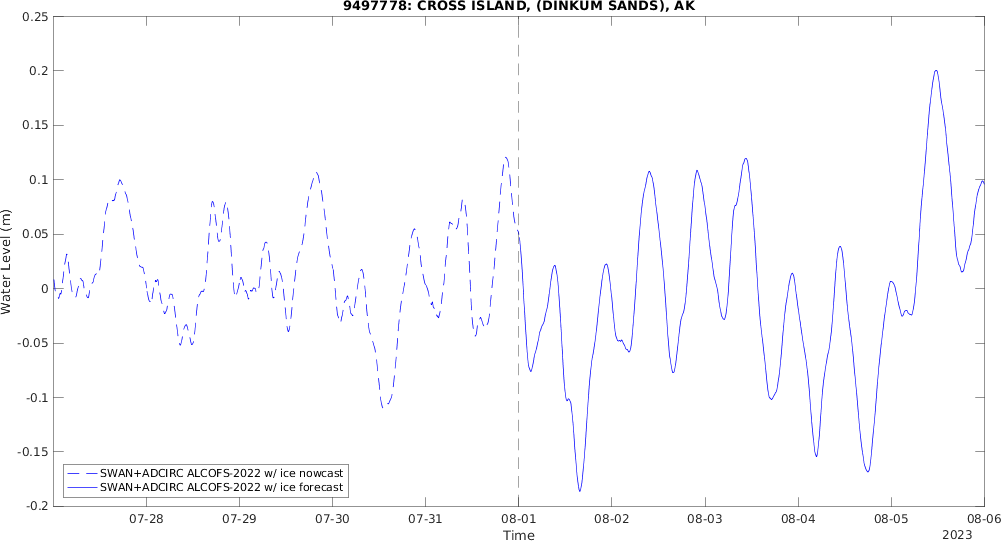 9497778: CROSS ISLAND, (DINKUM SANDS), AK
0.25
0.2
0.15
0.1
0.05
0
-0.05
-0.1
-0.15
-0.2
Water Level (m)
SWAN+ADCIRC ALCOFS-2022 w/ ice nowcast
SWAN+ADCIRC ALCOFS-2022 w/ ice forecast
07-28 07-29 07-30 07-31 08-01 08-02 08-03 08-04 08-05 08-06
Time
2023